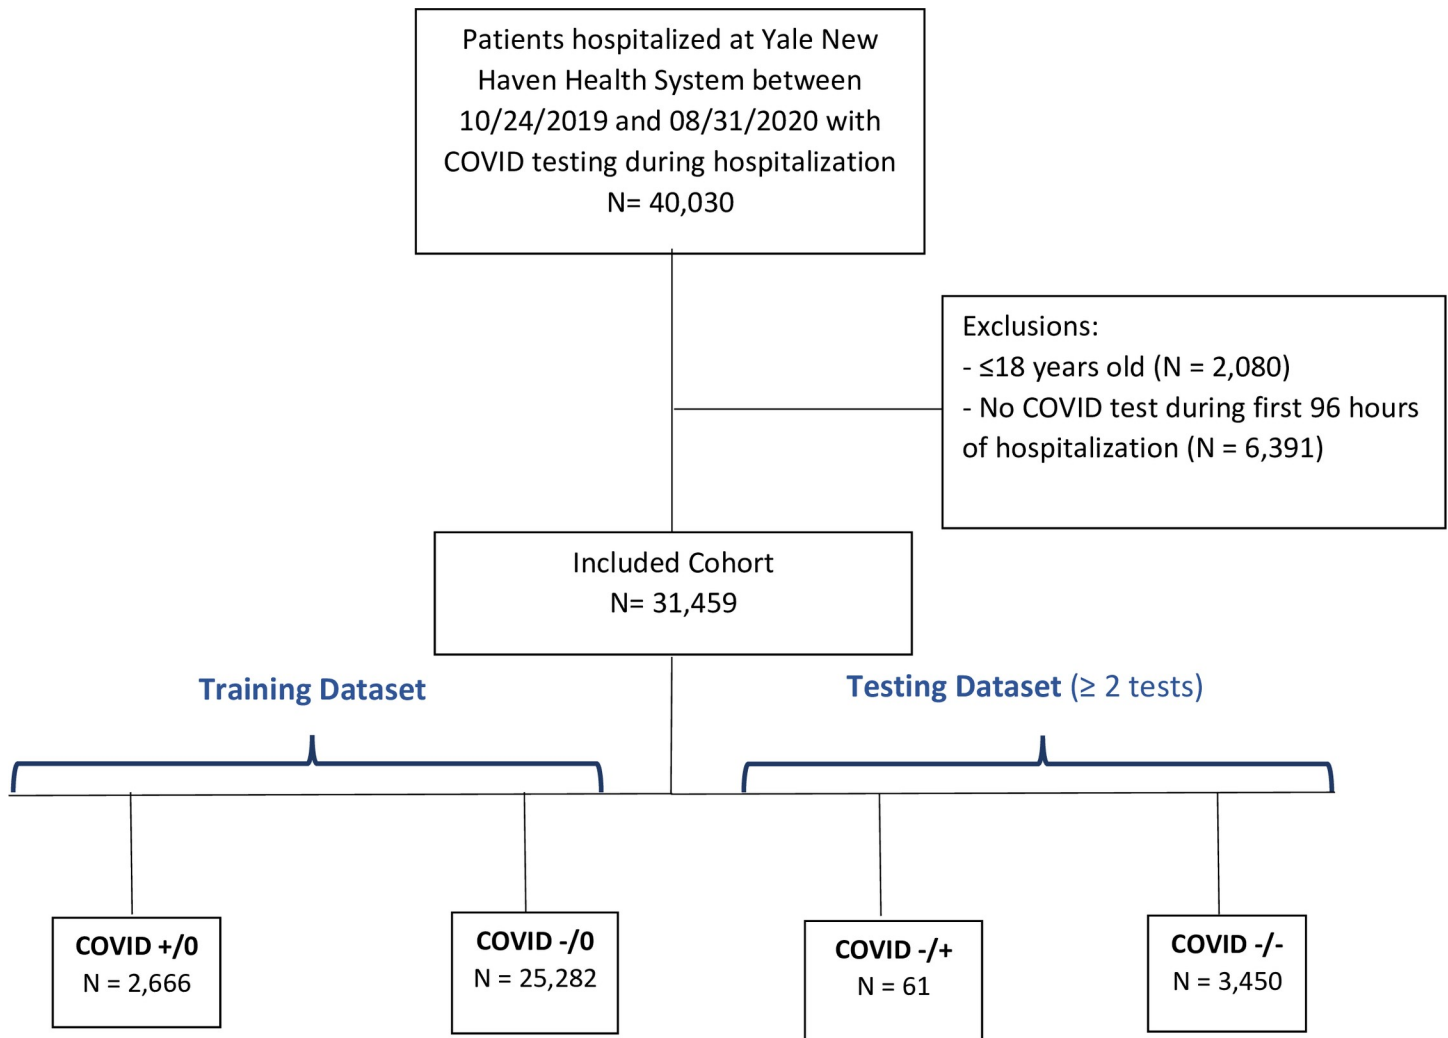 Patients hospitalized at Yale New
Haven Health System between
10/24/2019 and 08/31/2020 with
COVID testing during hospitalization
N= 40,030
Exclusions:
- ≤18 years old (N = 2,080)
- No COVID test during first 96 hours
of hospitalization (N = 6,391)
Included Cohort
N= 31,459
Training Dataset
Testing Dataset (≥ 2 tests)
COVID +/0
N = 2,666
COVID -/0
N = 25,282
COVID -/+
N = 61
COVID -/-
N = 3,450